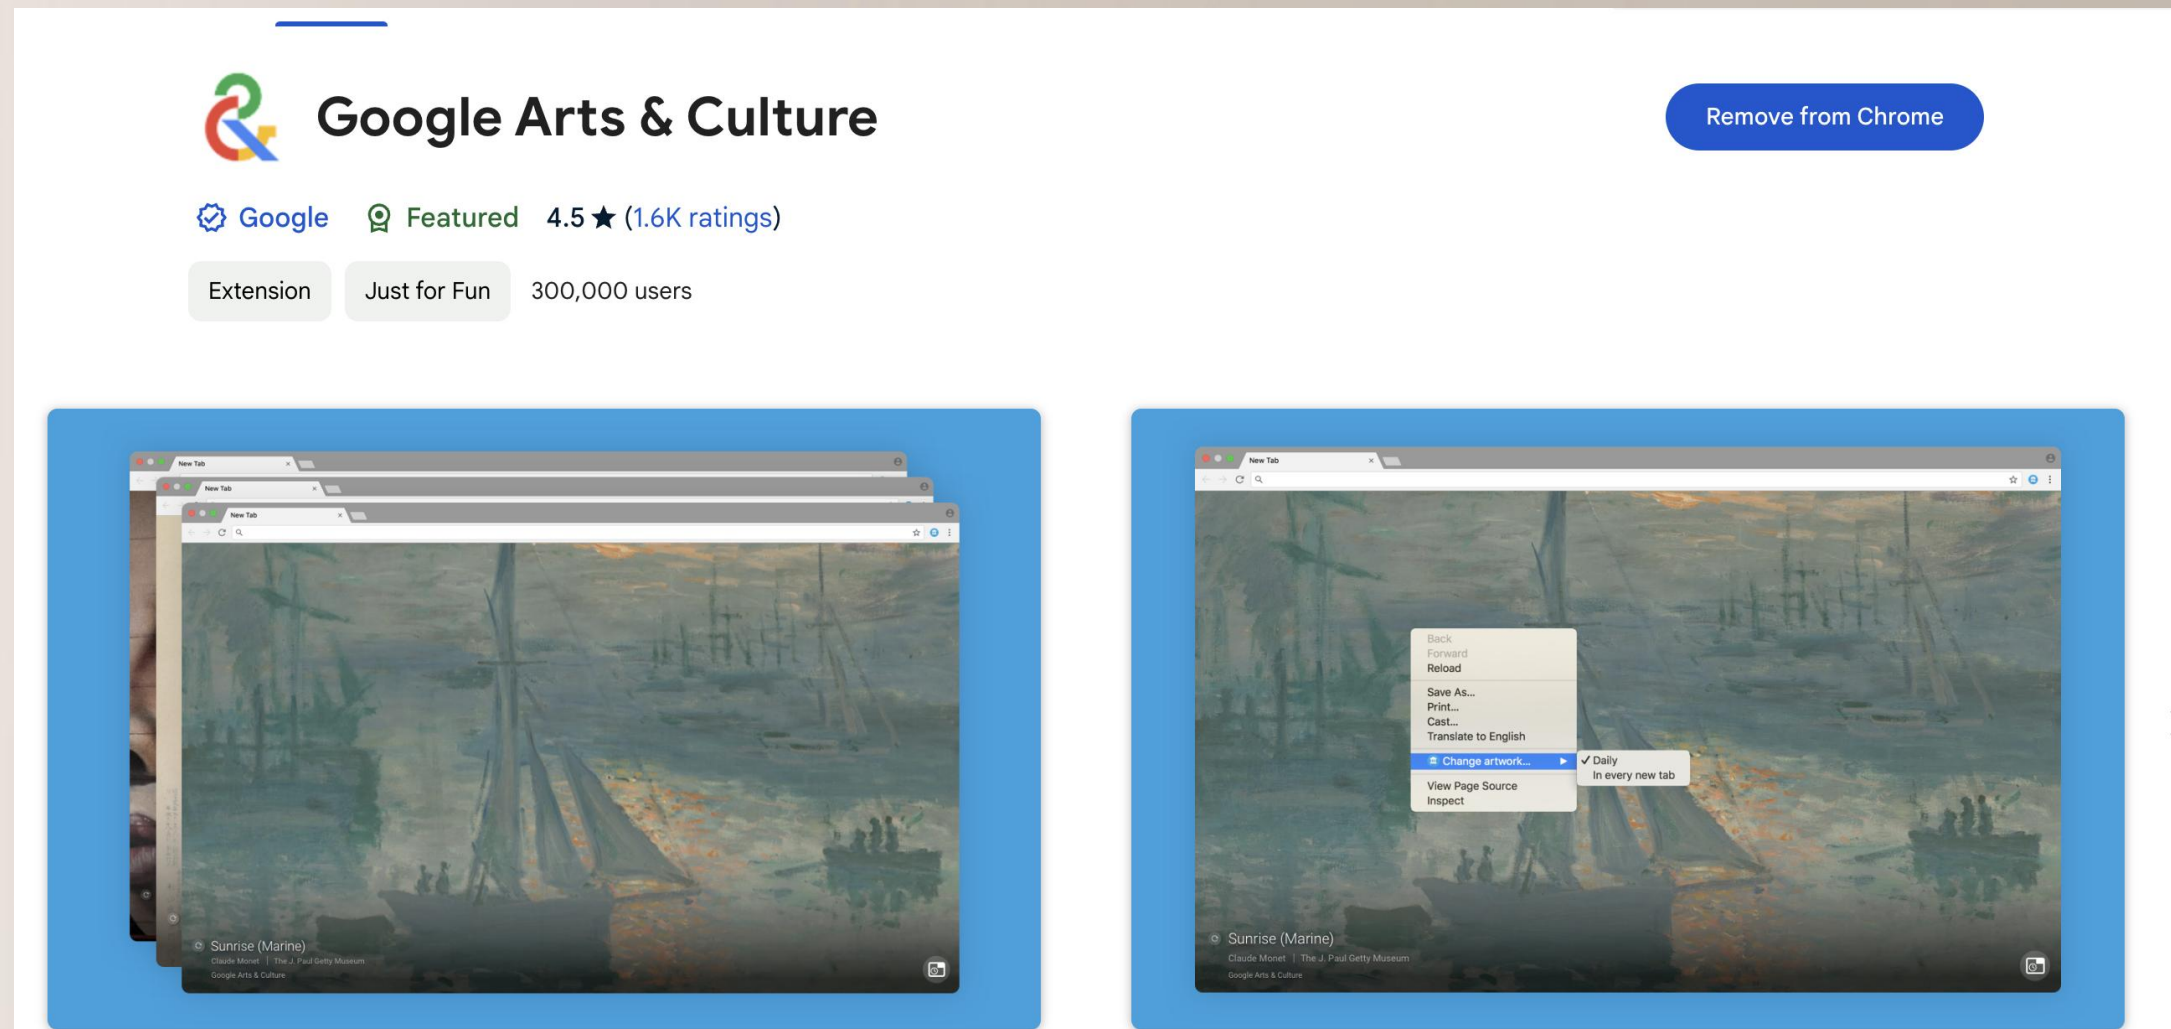 Google Arts & Culture
Remove from Chrome
Google Featured 4.5 ★ (1.6K ratings)
Extension Just for Fun 300,000 users
New Tab
New Tab
New Tab
Sunrise (Marine)
Claude Monet | The J. Paul Getty Museum
Google Arts & Culture
New Tab
Back
Forward
Reload
Save As...
Print...
Cast...
Translate to English
Change artwork...
✓ Daily
In every new tab
View Page Source
Inspect
Sunrise (Marine)
Claude Monet | The J. Paul Getty Museum
Google Arts & Culture